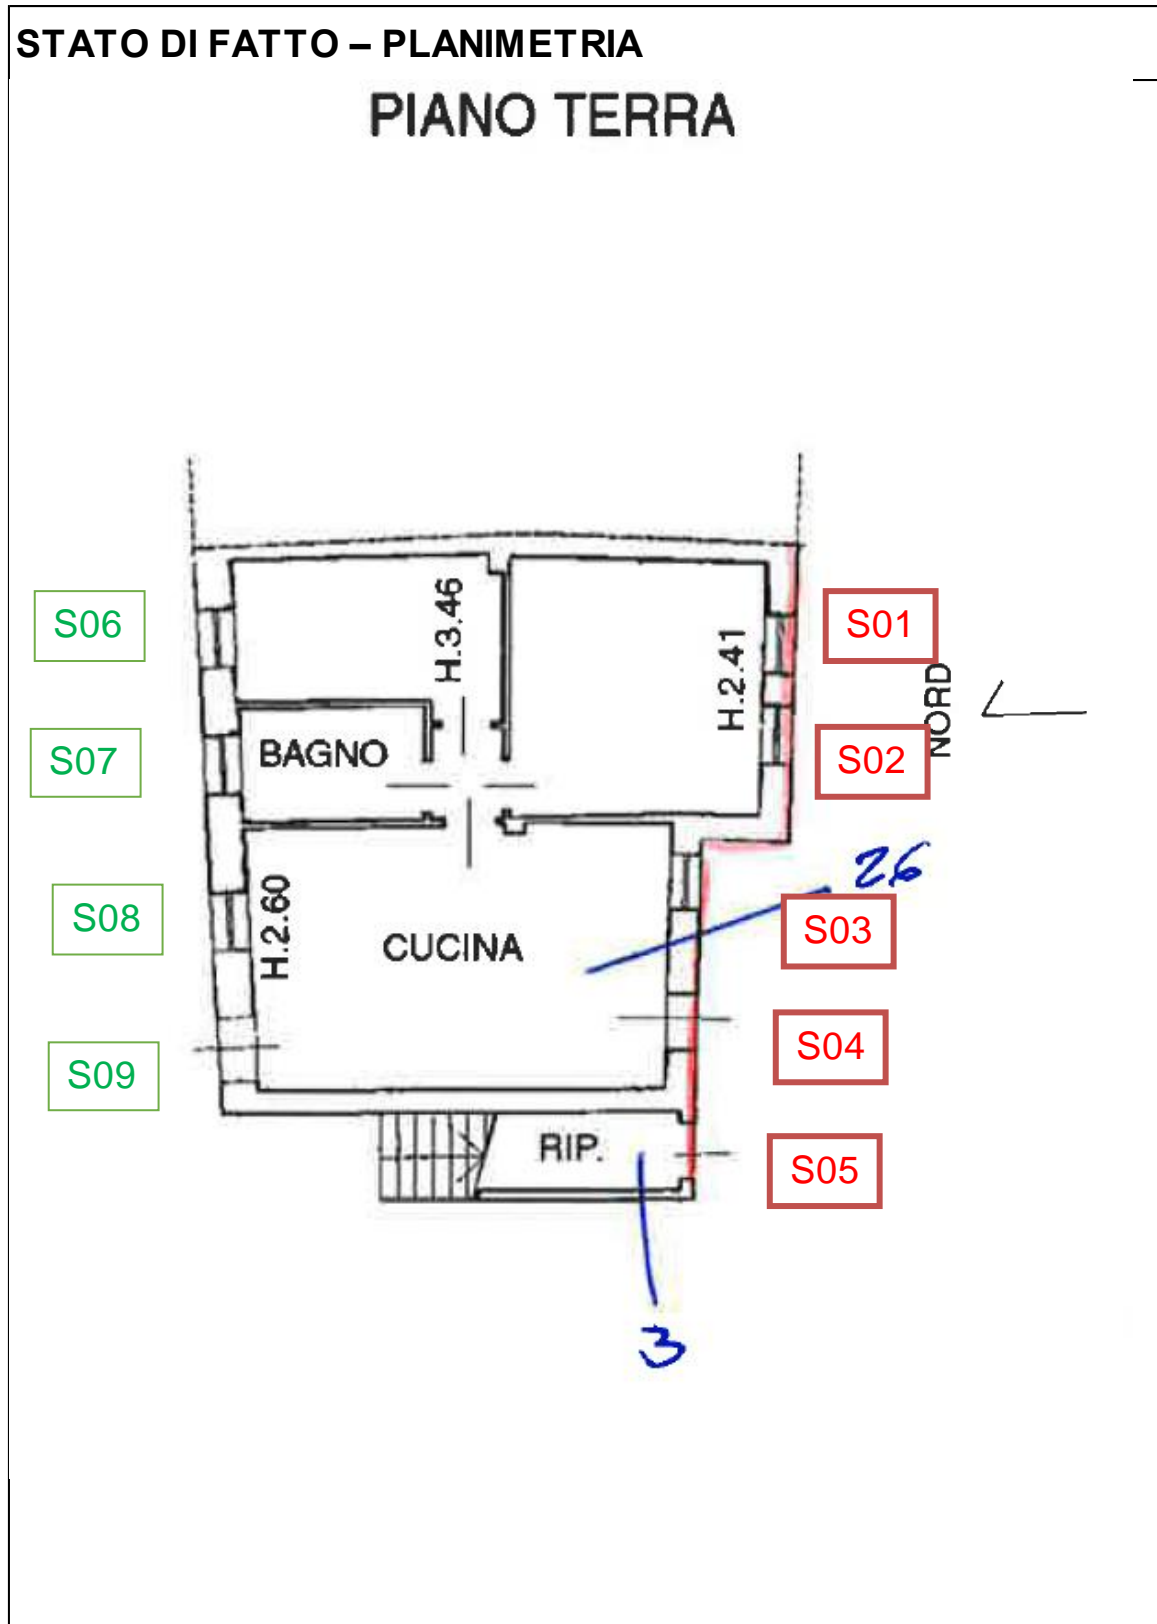 STATO DI FATTO – PLANIMETRIA
PIANO TERRA
S06
H.3.46
S01
H.2.41
NORD
S07
BAGNO
S02
26
S08
H.2.60
CUCINA
S03
S04
S09
RIP.
S05
3